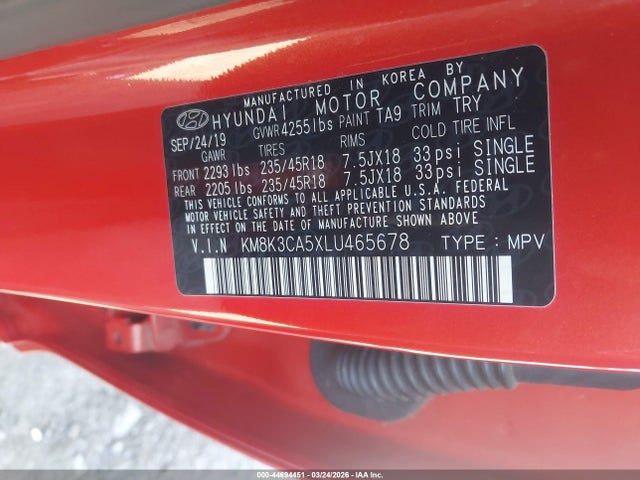 MANUFACTURED IN KOREA BY
HYUNDAI MOTOR COMPANY
SEP/24/19 GVWR 4255lbs PAINT TA9 TRIM TRY
GAWR TIRES RIMS COLD TIRE INFL
FRONT 2293lbs 235/45R18 7.5JX18 33psi SINGLE
REAR 2205lbs 235/45R18 7.5JX18 33psi SINGLE
THIS VEHICLE CONFORMS TO ALL APPLICABLE U.S.A. FEDERAL
MOTOR VEHICLE SAFETY AND THEFT PREVENTION STANDARDS
IN EFFECT ON THE DATE OF MANUFACTURE SHOWN ABOVE.
V.I.N KM8K3CA5XLU465678 TYPE : MPV
000-44694451 - 03/24/2026 - IAA Inc.